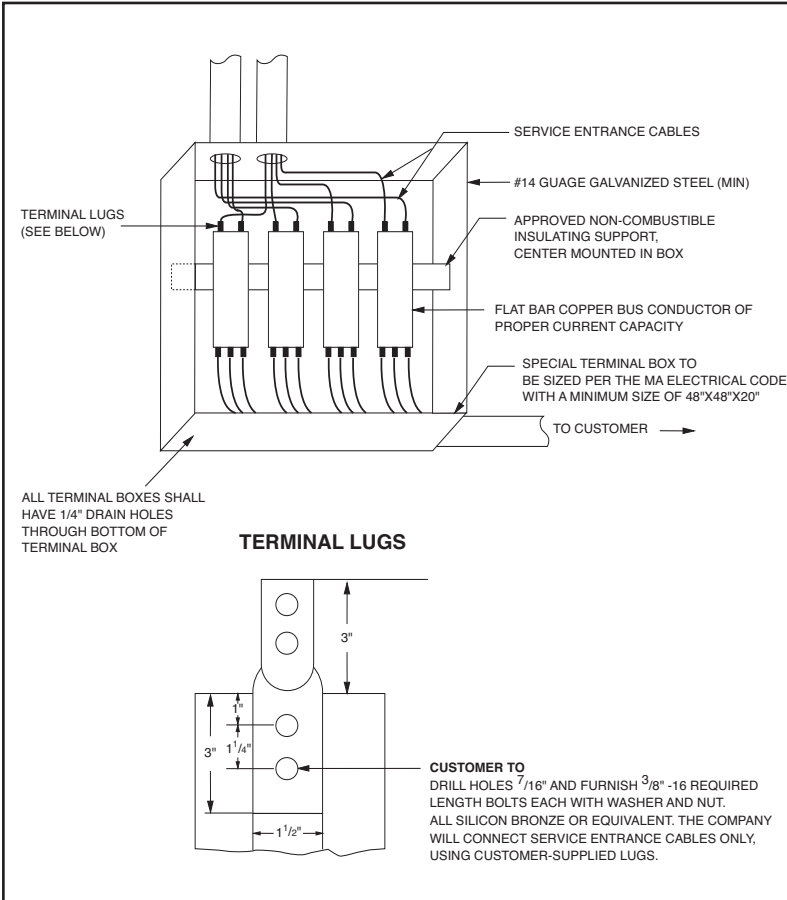 SERVICE ENTRANCE CABLES
#14 GUAGE GALVANIZED STEEL (MIN)
TERMINAL LUGS
(SEE BELOW)
APPROVED NON-COMBUSTIBLE
INSULATING SUPPORT,
CENTER MOUNTED IN BOX
FLAT BAR COPPER BUS CONDUCTOR OF
PROPER CURRENT CAPACITY
SPECIAL TERMINAL BOX TO
BE SIZED PER THE MA ELECTRICAL CODE
WITH A MINIMUM SIZE OF 48"X48"X20"
TO CUSTOMER
ALL TERMINAL BOXES SHALL
HAVE 1/4" DRAIN HOLES
THROUGH BOTTOM OF
TERMINAL BOX
TERMINAL LUGS
3"
1"
3"
1 1/4"
1 1/2"
CUSTOMER TO
DRILL HOLES 7/16" AND FURNISH 3/8" -16 REQUIRED
LENGTH BOLTS EACH WITH WASHER AND NUT.
ALL SILICON BRONZE OR EQUIVALENT. THE COMPANY
WILL CONNECT SERVICE ENTRANCE CABLES ONLY,
USING CUSTOMER-SUPPLIED LUGS.